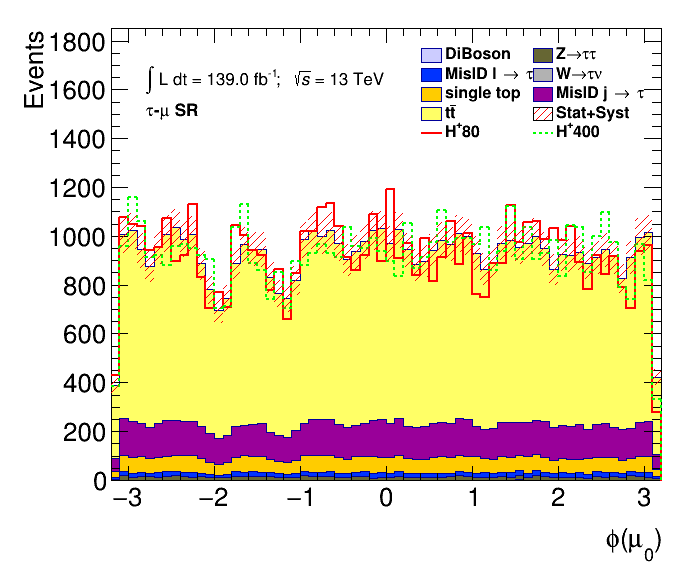 Events
1800
1600
1400
1200
1000
800
600
400
200
0
∫ L dt = 139.0 fb⁻¹; √s = 13 TeV
τ-μ SR
DiBoson Z→ττ
MisID l → τ W→τν
single top MisID j → τ
tt̄ Stat+Syst
H⁺80 H⁺400
−3 −2 −1 0 1 2 3
ϕ(μ₀)